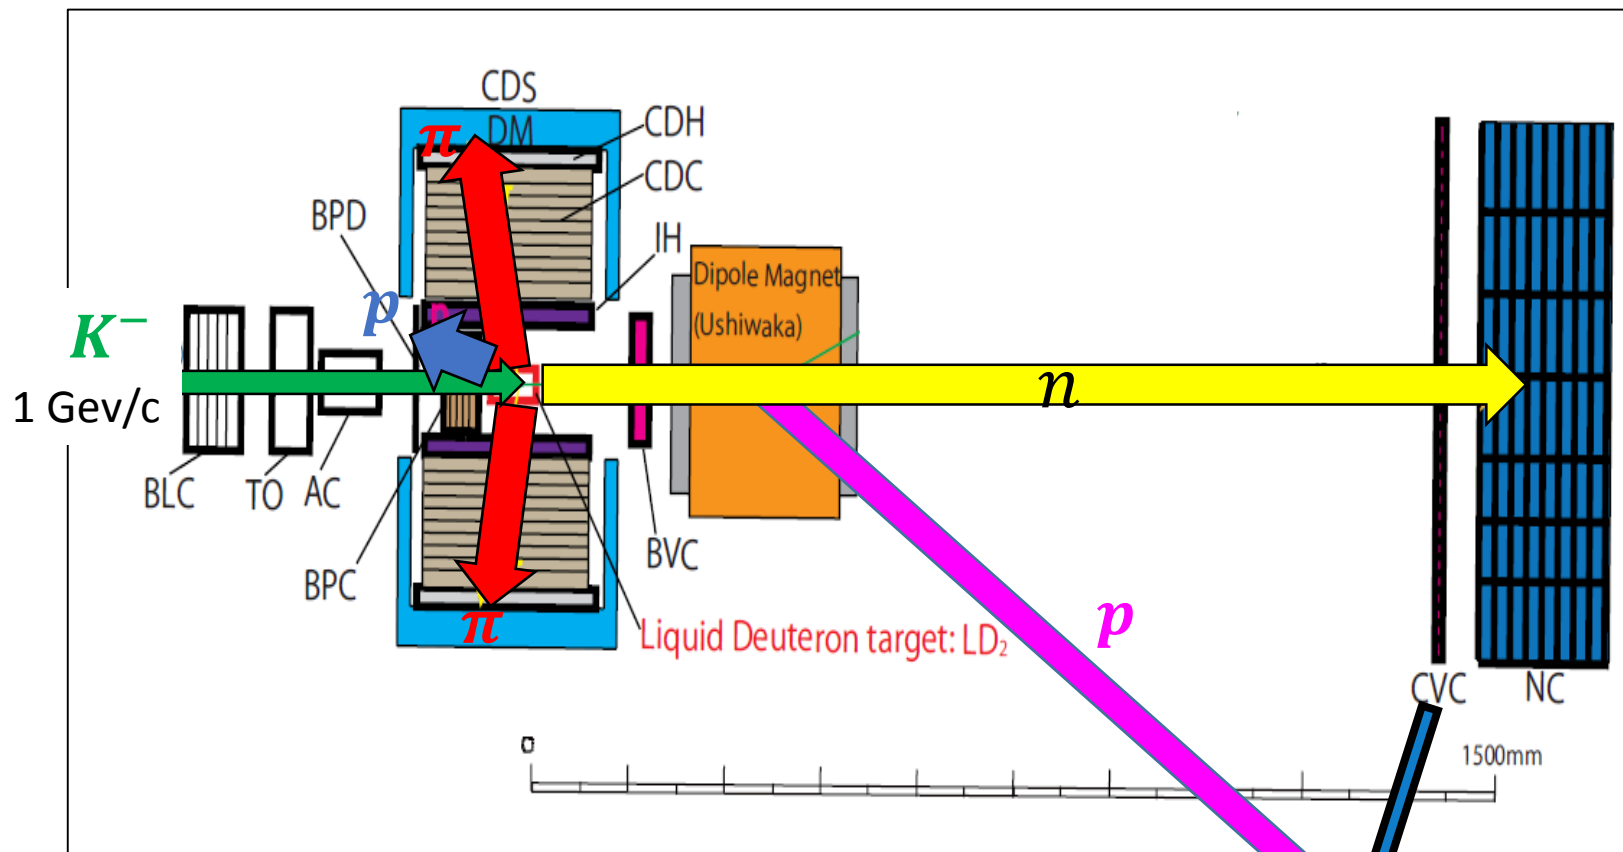 CDS
DM
π
CDH
CDC
IH
BPD
p
p
K⁻
1 Gev/c
Dipole Magnet
(Ushiwaka)
n
BLC
TO
AC
BPC
BVC
π
Liquid Deuteron target: LD₂
p
CVC
NC
0
1500mm